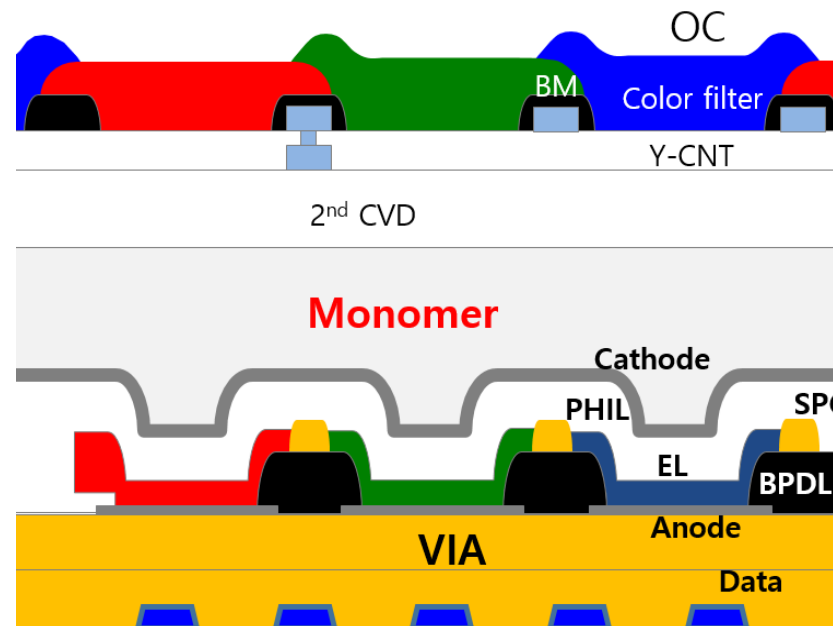 OC
BM
Color filter
Y-CNT
2nd CVD
Monomer
Cathode
PHIL
EL
BPDL
Anode
VIA
Data